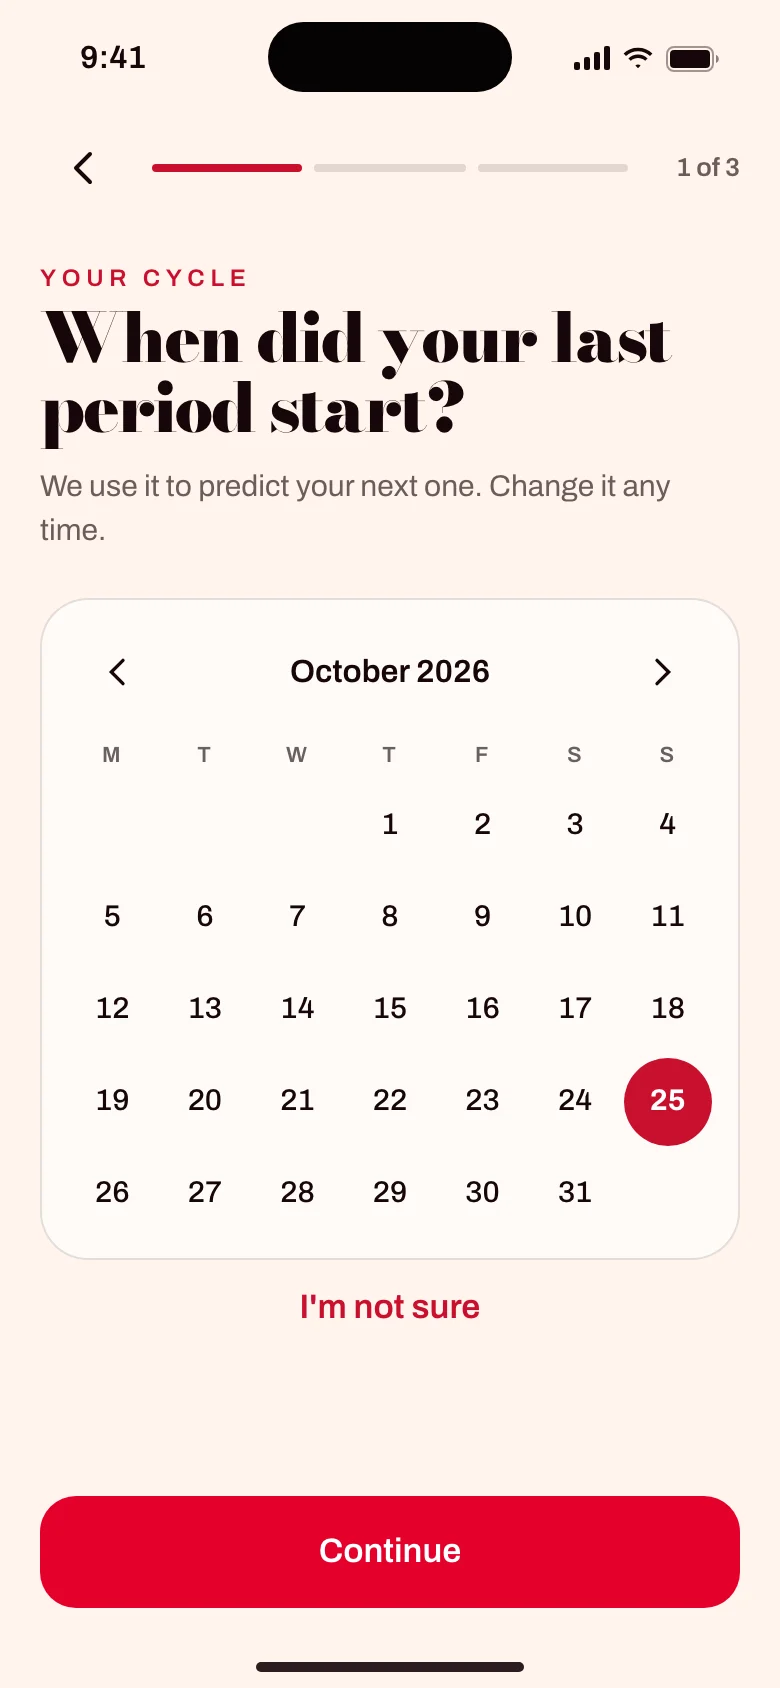 9:41
1 of 3
YOUR CYCLE
When did your last
period start?
We use it to predict your next one. Change it any
time.
October 2026
M T W T F S S
1 2 3 4
5 6 7 8 9 10 11
12 13 14 15 16 17 18
19 20 21 22 23 24 25
26 27 28 29 30 31
I'm not sure
Continue